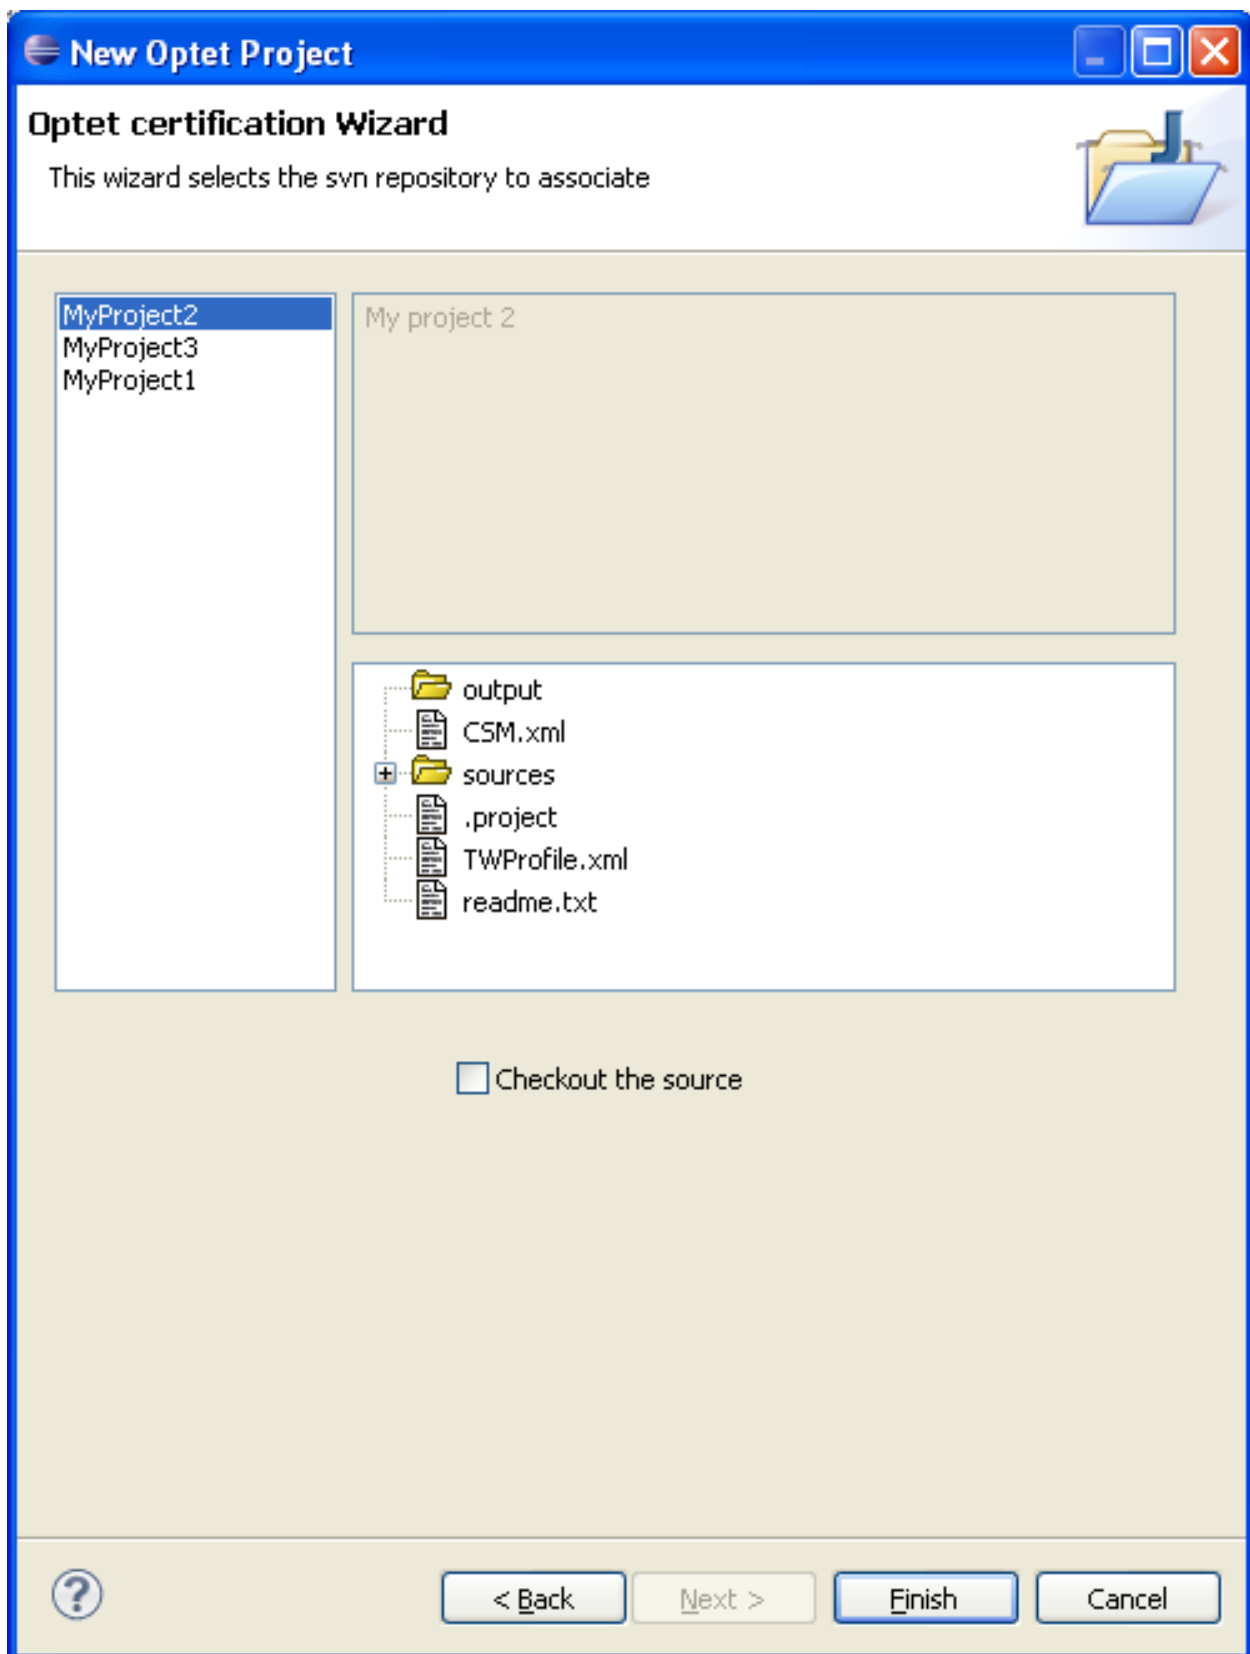 New Optet Project
Optet certification Wizard
This wizard selects the svn repository to associate
MyProject2
MyProject3
MyProject1
My project 2
output
CSM.xml
sources
.project
TWProfile.xml
readme.txt
Checkout the source
< Back
Next >
Finish
Cancel